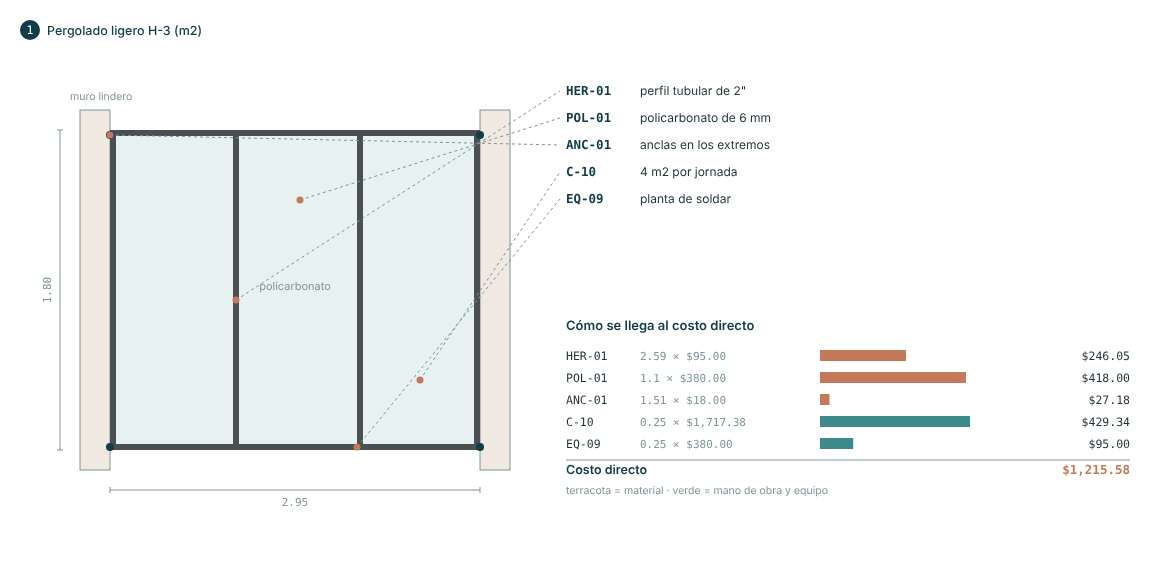 1 Pergolado ligero H-3 (m2)
muro lindero
HER-01 perfil tubular de 2"
POL-01 policarbonato de 6 mm
ANC-01 anclas en los extremos
C-10 4 m2 por jornada
EQ-09 planta de soldar
policarbonato
1.80
2.95
Cómo se llega al costo directo
HER-01 2.59 × $95.00 $246.05
POL-01 1.1 × $380.00 $418.00
ANC-01 1.51 × $18.00 $27.18
C-10 0.25 × $1,717.38 $429.34
EQ-09 0.25 × $380.00 $95.00
Costo directo $1,215.58
terracota = material · verde = mano de obra y equipo